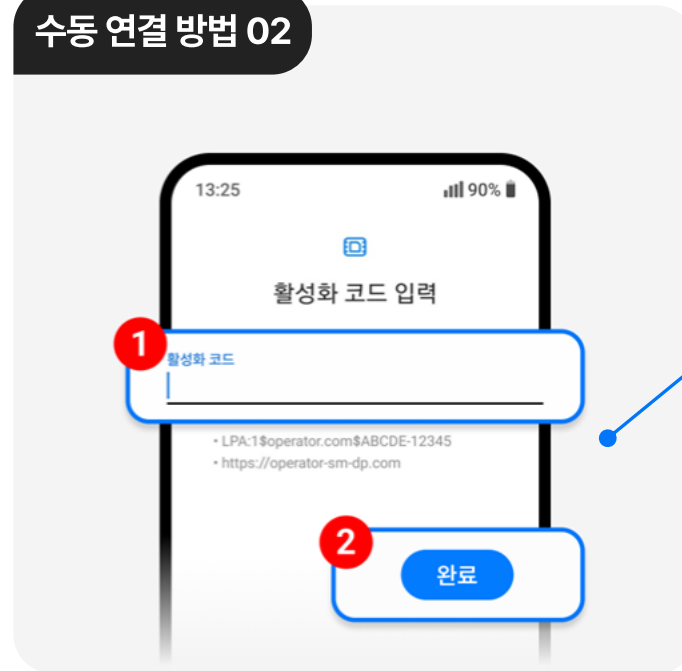 수동 연결 방법 02
13:25
90%
활성화 코드 입력
1
활성화 코드
• LPA:1$operator.com$ABCDE-12345
• https://operator-sm-dp.com
2
완료